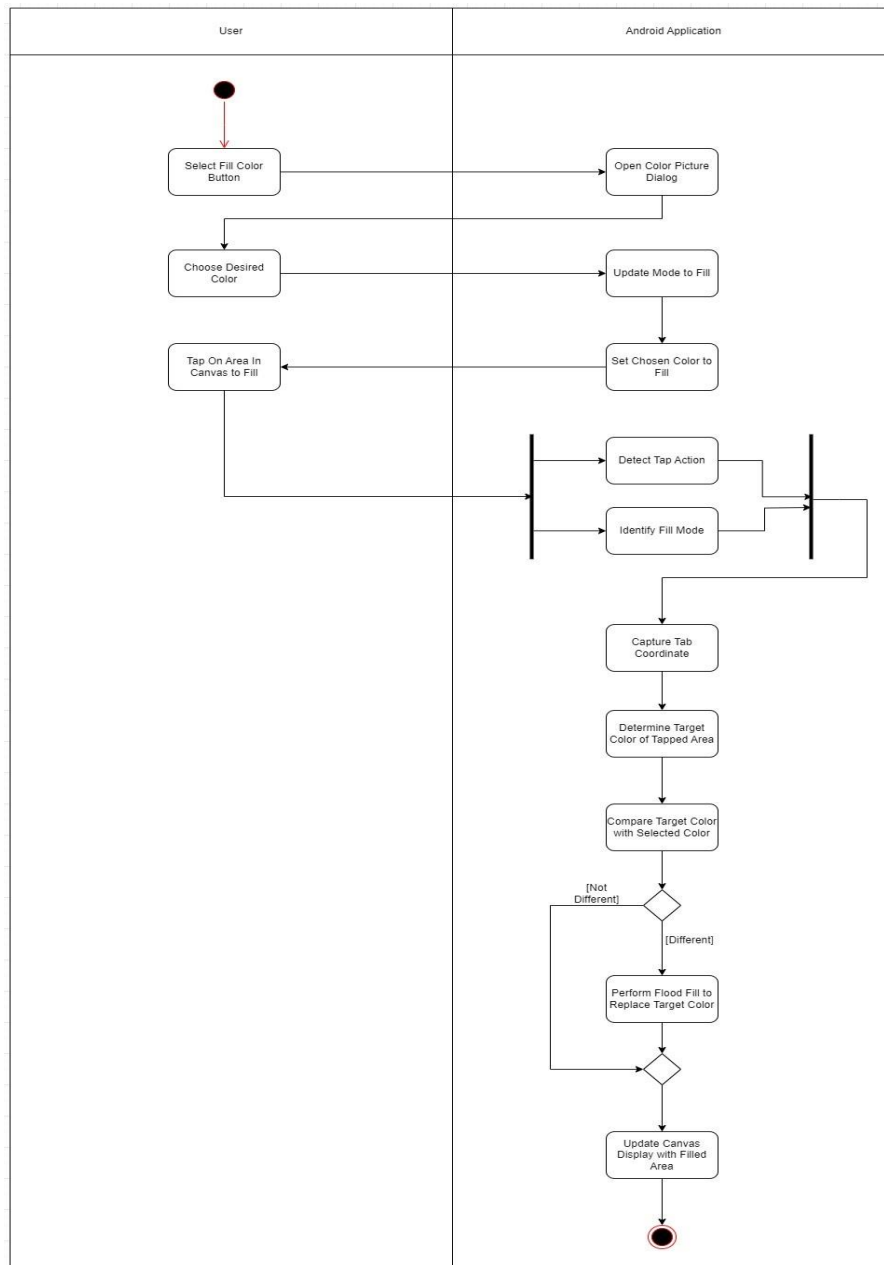 User
Android Application
Select Fill Color
Button
Open Color Picture
Dialog
Choose Desired
Color
Update Mode to Fill
Tap On Area In
Canvas to Fill
Set Chosen Color to
Fill
Detect Tap Action
Identify Fill Mode
Capture Tab
Coordinate
Determine Target
Color of Tapped Area
Compare Target Color
with Selected Color
[Not
Different]
[Different]
Perform Flood Fill to
Replace Target Color
Update Canvas
Display with Filled
Area